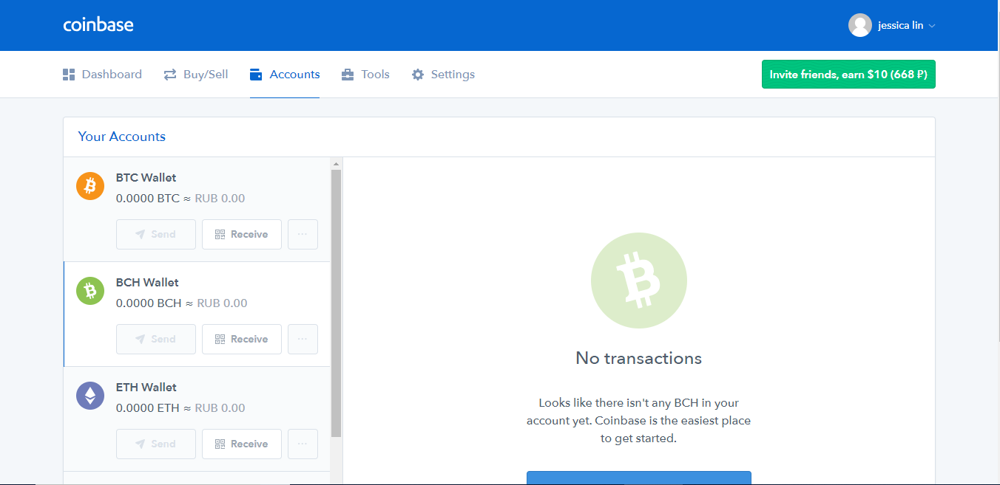 coinbase
jessica lin
Dashboard
Buy/Sell
Accounts
Tools
Settings
Invite friends, earn $10 (668 ₽)
Your Accounts
BTC Wallet
0.0000 BTC ≈ RUB 0.00
Send
Receive
...
BCH Wallet
0.0000 BCH ≈ RUB 0.00
Send
Receive
...
ETH Wallet
0.0000 ETH ≈ RUB 0.00
Send
Receive
...
No transactions
Looks like there isn't any BCH in your
account yet. Coinbase is the easiest place
to get started.